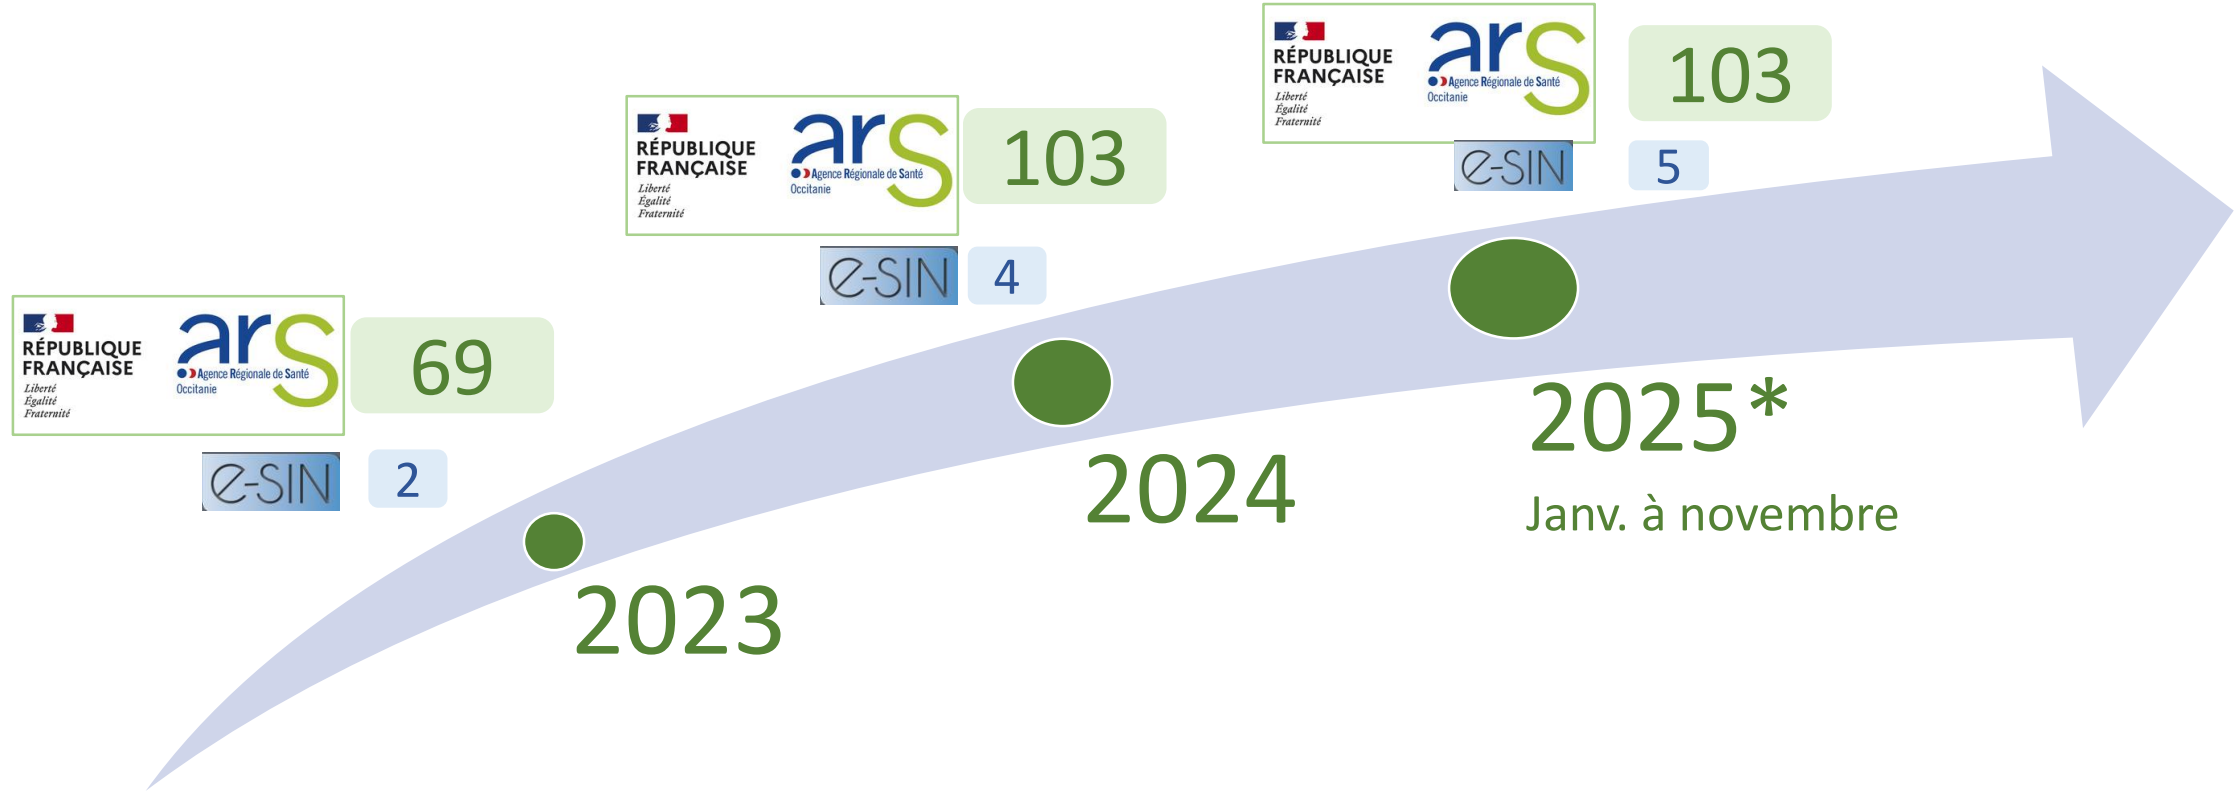 RÉPUBLIQUE
FRANÇAISE
Liberté
Égalité
Fraternité
ars
Agence Régionale de Santé
Occitanie
103
e-SIN
5
RÉPUBLIQUE
FRANÇAISE
Liberté
Égalité
Fraternité
ars
Agence Régionale de Santé
Occitanie
103
e-SIN
4
RÉPUBLIQUE
FRANÇAISE
Liberté
Égalité
Fraternité
ars
Agence Régionale de Santé
Occitanie
69
e-SIN
2
2025*
Janv. à novembre
2024
2023